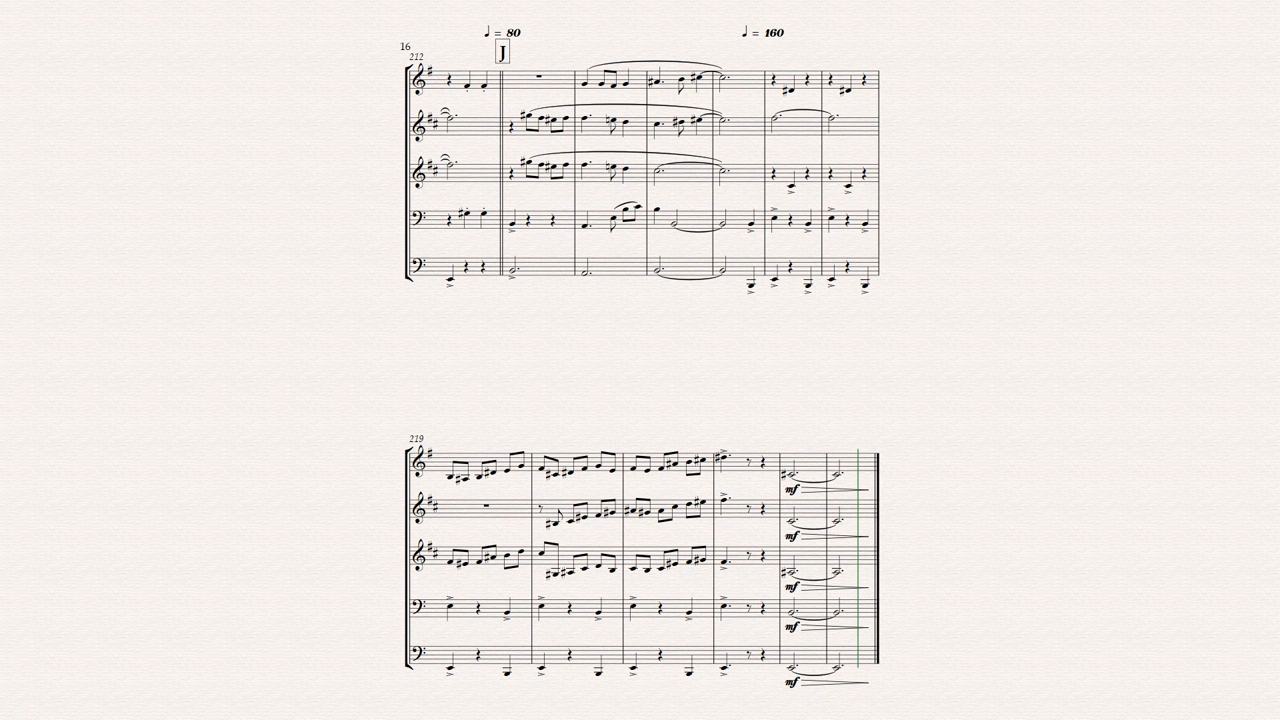 ♩ = 80 ♩ = 160
16 J
212
219
mf
mf
mf
mf
mf